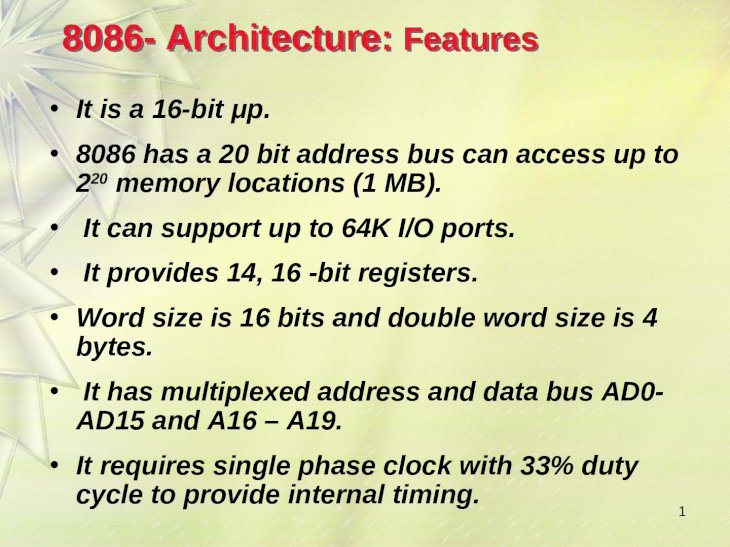 8086- Architecture: Features
• It is a 16-bit μp.
• 8086 has a 20 bit address bus can access up to
2²⁰ memory locations (1 MB).
• It can support up to 64K I/O ports.
• It provides 14, 16 -bit registers.
• Word size is 16 bits and double word size is 4
bytes.
• It has multiplexed address and data bus AD0-
AD15 and A16 – A19.
• It requires single phase clock with 33% duty
cycle to provide internal timing.
1